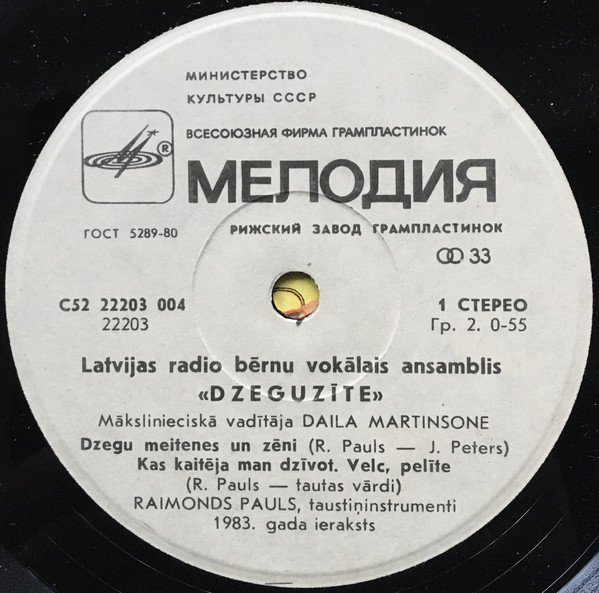 МИНИСТЕРСТВО
КУЛЬТУРЫ СССР
ВСЕСОЮЗНАЯ ФИРМА ГРАМПЛАСТИНОК
®
МЕЛОДИЯ
ГОСТ 5289-80
РИЖСКИЙ ЗАВОД ГРАМПЛАСТИНОК
33
С52 22203 004
22203
1 СТЕРЕО
Гр. 2. 0-55
Latvijas radio bērnu vokālais ansamblis
«DZEGUZĪTE»
Mākslinieciskā vadītāja DAILA MARTINSONE
Dzegu meitenes un zēni (R. Pauls — J. Peters)
Kas kaitēja man dzīvot. Velc, pelīte
(R. Pauls — tautas vārdi)
RAIMONDS PAULS, taustiņinstrumenti
1983. gada ieraksts